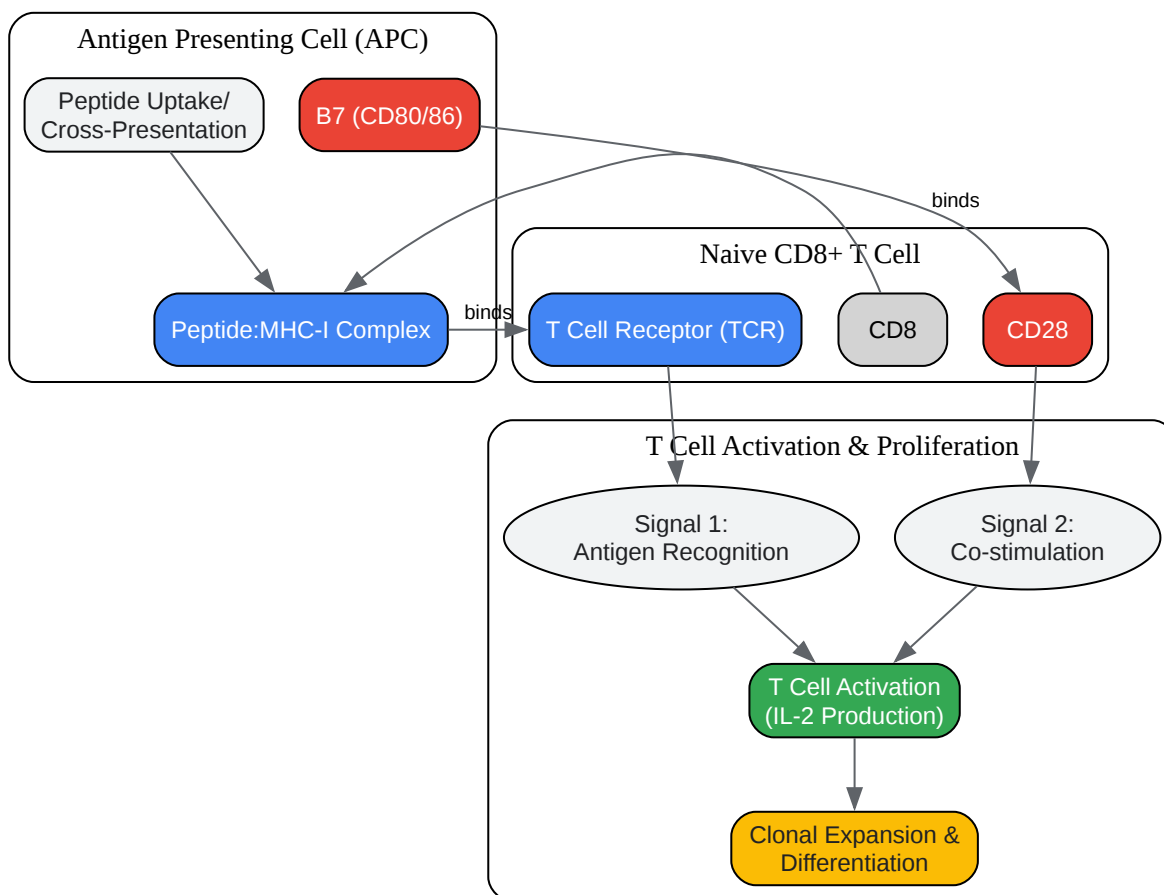 Antigen Presenting Cell (APC)
Peptide Uptake/
Cross-Presentation
B7 (CD80/86)
binds
Naive CD8+ T Cell
Peptide:MHC-I Complex
binds
T Cell Receptor (TCR)
CD8
CD28
T Cell Activation & Proliferation
Signal 1:
Antigen Recognition
Signal 2:
Co-stimulation
T Cell Activation
(IL-2 Production)
Clonal Expansion &
Differentiation